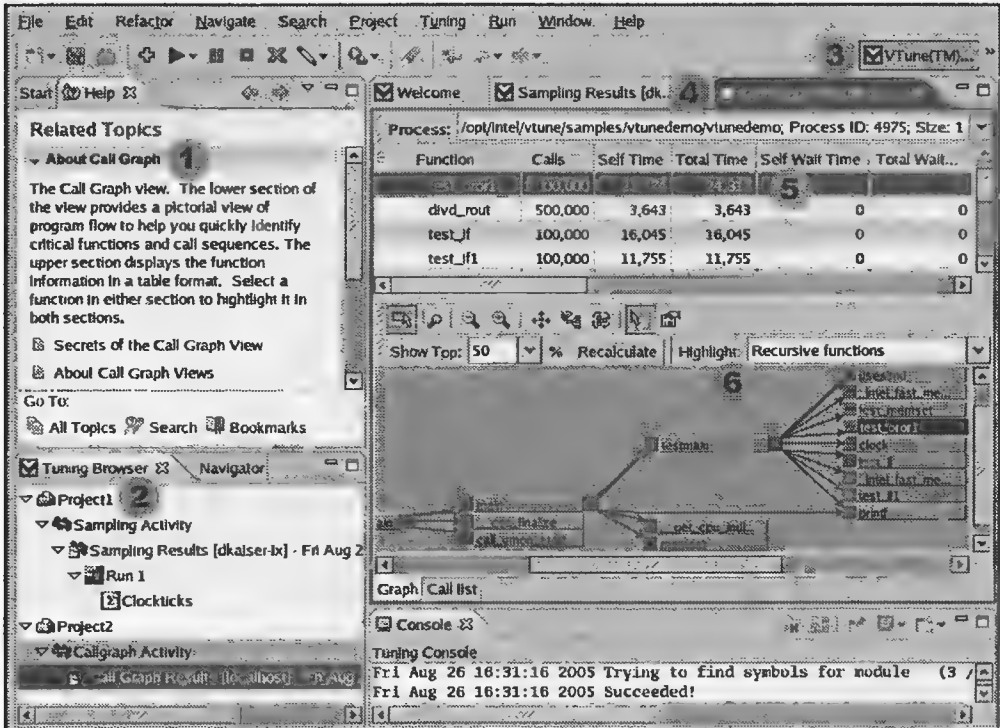 File Edit Refactor Navigate Search Project Tuning Run Window Help
3 VTune(TM)... »
Start Help
Welcome Sampling Results [dk... 4
Related Topics
About Call Graph 1
The Call Graph view. The lower section of
the view provides a pictorial view of
program flow to help you quickly identify
critical functions and call sequences. The
upper section displays the function
information in a table format. Select a
function in either section to highlight it in
both sections.
Secrets of the Call Graph View
About Call Graph Views
Go To:
All Topics Search Bookmarks
Process: /opt/intel/vtune/samples/vtunedemo/vtunedemo; Process ID: 4975; Size: 1
Function Calls Self Time Total Time Self Wait Time Total Wait...
5
divd_rout 500,000 3,643 3,643 0 0
test_if 100,000 16,045 16,045 0 0
test_if1 100,000 11,755 11,755 0 0
Show Top: 50 % Recalculate Highlight: Recursive functions
6
_intel_fast_me...
test_memset
test_error1
testmain
clock
test_if
_intel_fast_me...
test_if1
printf
main
Graph Call list
Tuning Browser Navigator
Project1 2
Sampling Activity
Sampling Results [dkaiser-lx] - Fri Aug 2
Run 1
Clockticks
Project2
Callgraph Activity
Call Graph Results [localhost] Aug
Console
Tuning Console
Fri Aug 26 16:31:16 2005 Trying to find symbols for module (3 /
Fri Aug 26 16:31:16 2005 Succeeded!